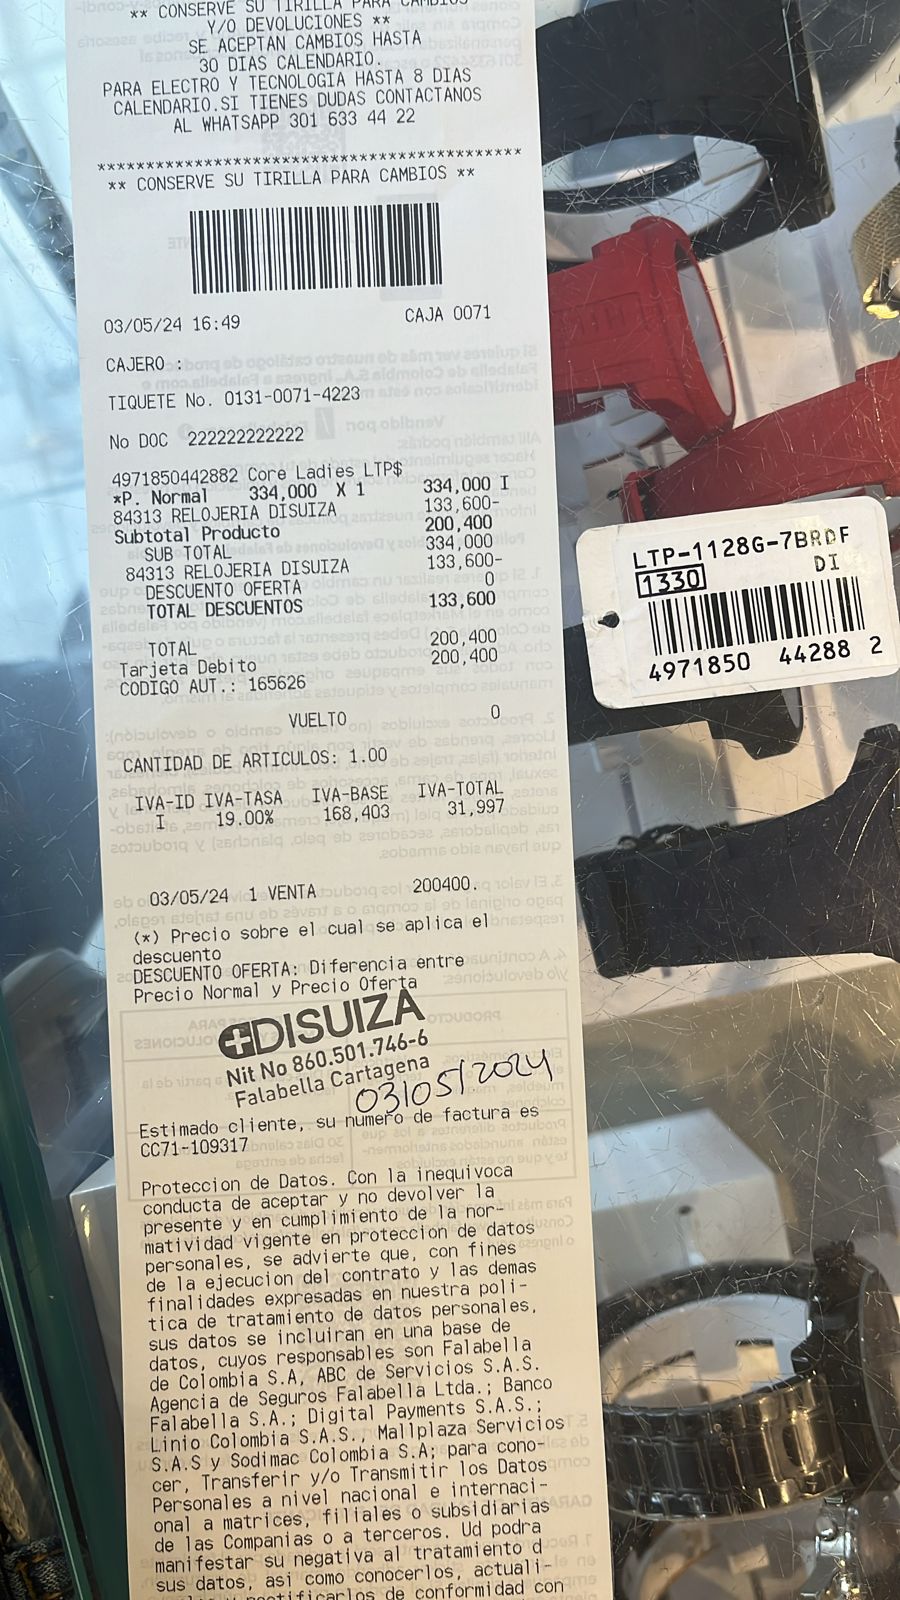 ** CONSERVE SU TIRILLA PARA CAMBIOS
Y/O DEVOLUCIONES **
SE ACEPTAN CAMBIOS HASTA
30 DIAS CALENDARIO.
PARA ELECTRO Y TECNOLOGIA HASTA 8 DIAS
CALENDARIO.SI TIENES DUDAS CONTACTANOS
AL WHATSAPP 301 633 44 22
*******************************************
** CONSERVE SU TIRILLA PARA CAMBIOS **
03/05/24 16:49 CAJA 0071
CAJERO :
TIQUETE No. 0131-0071-4223
No DOC 222222222222
4971850442882 Core Ladies LTP$
*P. Normal 334,000 X 1 334,000 I
84313 RELOJERIA DISUIZA 133,600-
Subtotal Producto 200,400
SUB TOTAL 334,000
84313 RELOJERIA DISUIZA 133,600-
DESCUENTO OFERTA 0
TOTAL DESCUENTOS 133,600
TOTAL 200,400
Tarjeta Debito 200,400
CODIGO AUT.: 165626
VUELTO 0
CANTIDAD DE ARTICULOS: 1.00
IVA-ID IVA-TASA IVA-BASE IVA-TOTAL
I 19.00% 168,403 31,997
03/05/24 1 VENTA 200400.
(*) Precio sobre el cual se aplica el
descuento
DESCUENTO OFERTA: Diferencia entre
Precio Normal y Precio Oferta
DISUIZA
Nit No 860.501.746-6
Falabella Cartagena
03/05/2024
Estimado cliente, su numero de factura es
CC71-109317
Proteccion de Datos. Con la inequivoca
conducta de aceptar y no devolver la
presente y en cumplimiento de la nor-
matividad vigente en proteccion de datos
personales, se advierte que, con fines
de la ejecucion del contrato y las demas
finalidades expresadas en nuestra poli-
tica de tratamiento de datos personales,
sus datos se incluiran en una base de
datos, cuyos responsables son Falabella
de Colombia S.A, ABC de Servicios S.A.S.
Agencia de Seguros Falabella Ltda.; Banco
Falabella S.A.; Digital Payments S.A.S.;
Linio Colombia S.A.S., Mallplaza Servicios
S.A.S y Sodimac Colombia S.A; para cono-
cer, Transferir y/o Transmitir los Datos
Personales a nivel nacional e internaci-
onal a matrices, filiales o subsidiarias
de las Companias o a terceros. Ud podra
manifestar su negativa al tratamiento d
sus datos, asi como conocerlos, actuali-
de conformidad con
LTP-1128G-7BRDF
DI
1330
4971850 44288 2